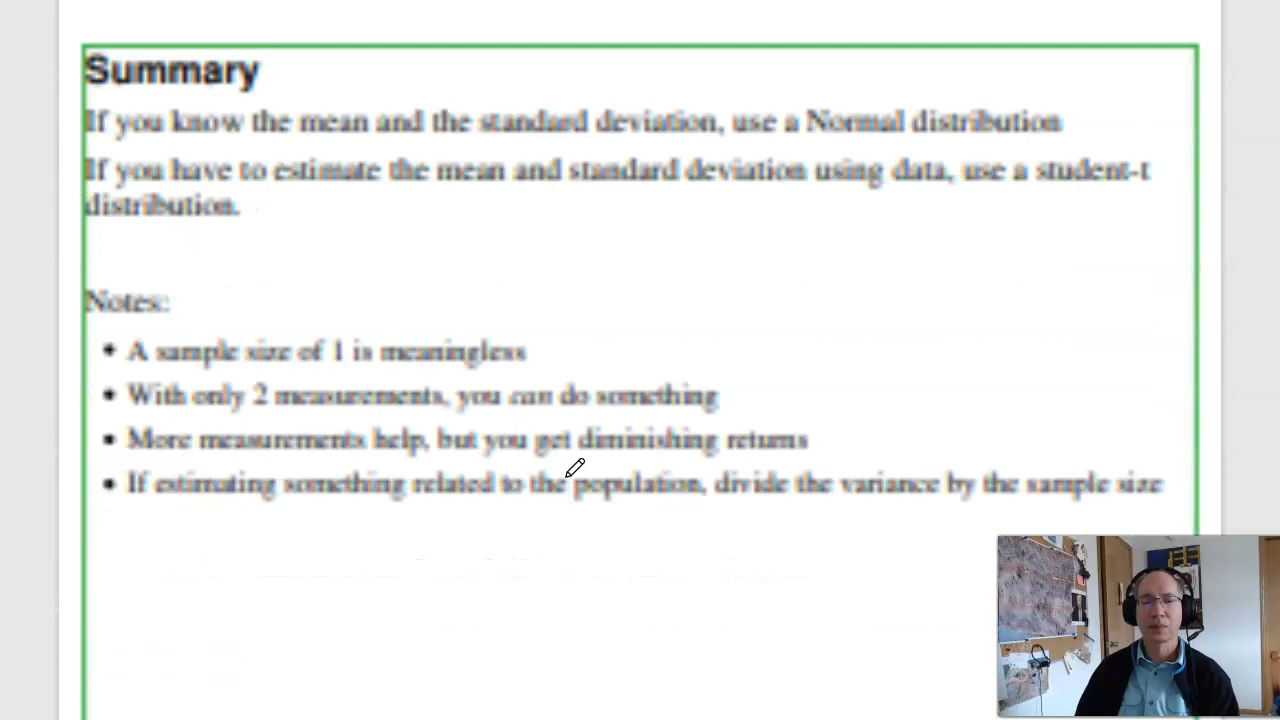 Summary
If you know the mean and the standard deviation, use a Normal distribution
If you have to estimate the mean and standard deviation using data, use a student-t
distribution.
Notes:
• A sample size of 1 is meaningless
• With only 2 measurements, you can do something
• More measurements help, but you get diminishing returns
• If estimating something related to the population, divide the variance by the sample size